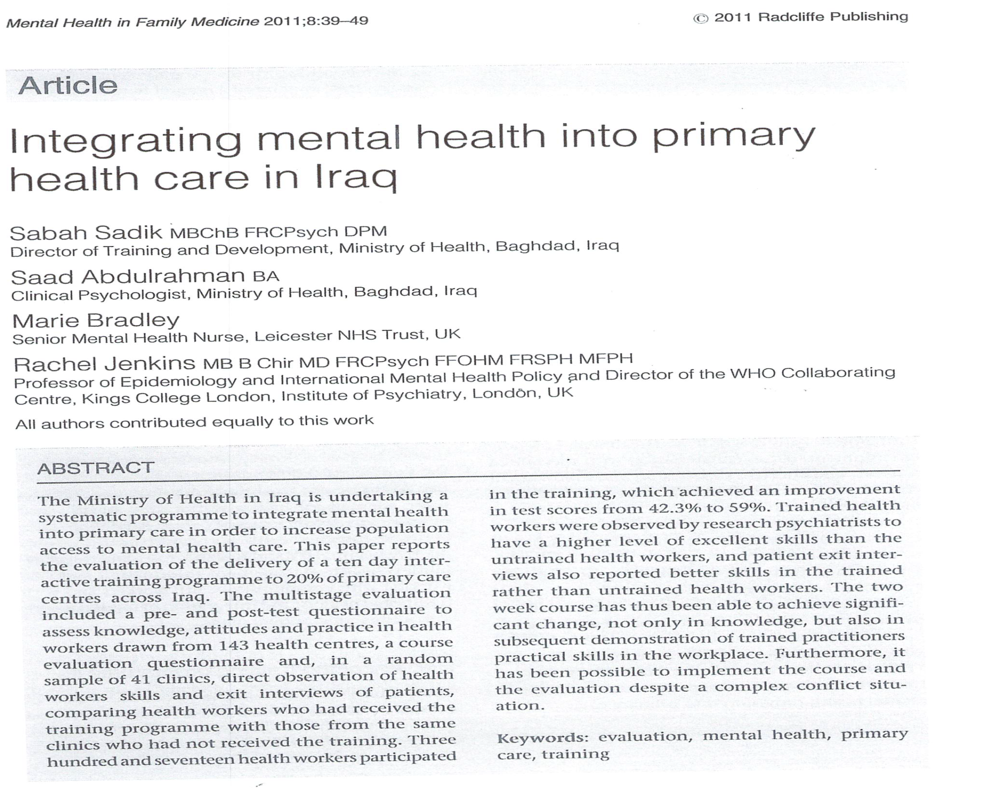 Mental Health in Family Medicine 2011;8:39–49
© 2011 Radcliffe Publishing
Article
Integrating mental health into primary
health care in Iraq
Sabah Sadik MBChB FRCPsych DPM
Director of Training and Development, Ministry of Health, Baghdad, Iraq
Saad Abdulrahman BA
Clinical Psychologist, Ministry of Health, Baghdad, Iraq
Marie Bradley
Senior Mental Health Nurse, Leicester NHS Trust, UK
Rachel Jenkins MB B Chir MD FRCPsych FFOHM FRSPH MFPH
Professor of Epidemiology and International Mental Health Policy and Director of the WHO Collaborating
Centre, Kings College London, Institute of Psychiatry, London, UK
All authors contributed equally to this work
ABSTRACT
The Ministry of Health in Iraq is undertaking a
systematic programme to integrate mental health
into primary care in order to increase population
access to mental health care. This paper reports
the evaluation of the delivery of a ten day inter-
active training programme to 20% of primary care
centres across Iraq. The multistage evaluation
included a pre- and post-test questionnaire to
assess knowledge, attitudes and practice in health
workers drawn from 143 health centres, a course
evaluation questionnaire and, in a random
sample of 41 clinics, direct observation of health
workers skills and exit interviews of patients,
comparing health workers who had received the
training programme with those from the same
clinics who had not received the training. Three
hundred and seventeen health workers participated
in the training, which achieved an improvement
in test scores from 42.3% to 59%. Trained health
workers were observed by research psychiatrists to
have a higher level of excellent skills than the
untrained health workers, and patient exit inter-
views also reported better skills in the trained
rather than untrained health workers. The two
week course has thus been able to achieve signifi-
cant change, not only in knowledge, but also in
subsequent demonstration of trained practitioners
practical skills in the workplace. Furthermore, it
has been possible to implement the course and
the evaluation despite a complex conflict situ-
ation.
Keywords: evaluation, mental health, primary
care, training